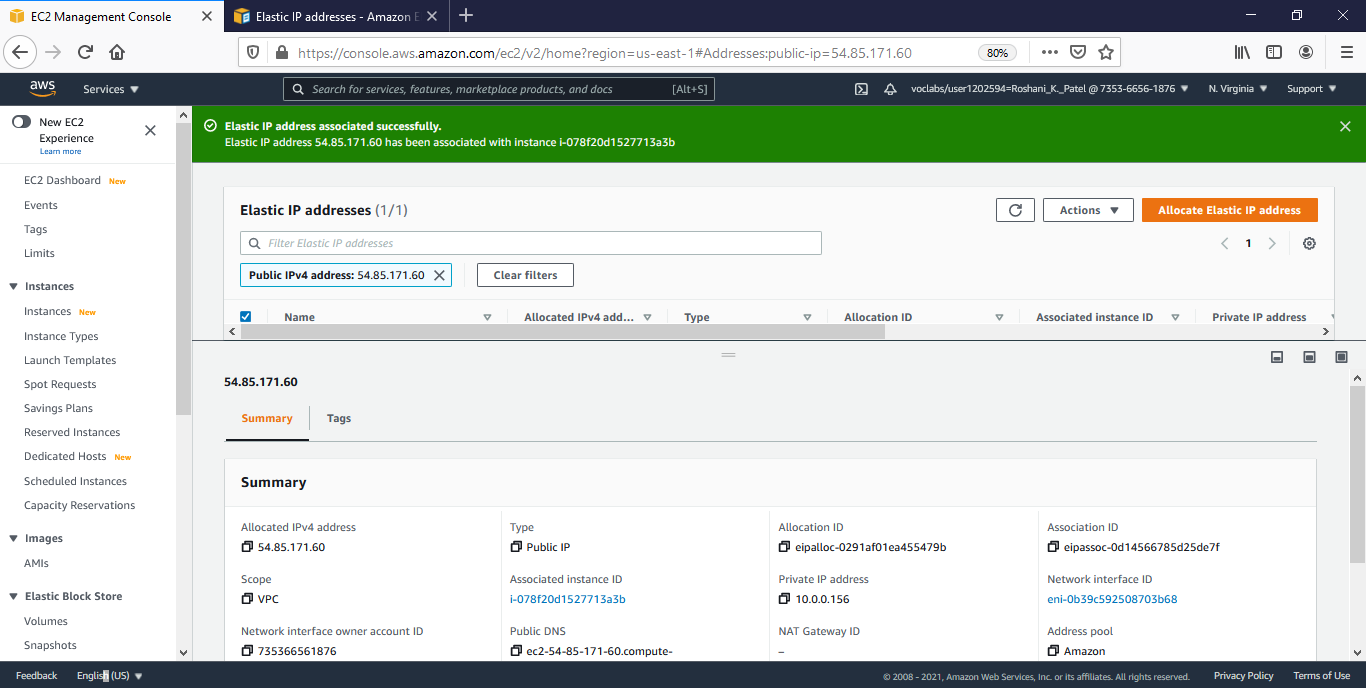 EC2 Management Console
Elastic IP addresses - Amazon E
https://console.aws.amazon.com/ec2/v2/home?region=us-east-1#Addresses:public-ip=54.85.171.60
80%
aws
Services
Search for services, features, marketplace products, and docs [Alt+S]
voclabs/user1202594=Roshani_K._Patel @ 7353-6656-1876
N. Virginia
Support
New EC2
Experience
Learn more
EC2 Dashboard New
Events
Tags
Limits
Instances
Instances New
Instance Types
Launch Templates
Spot Requests
Savings Plans
Reserved Instances
Dedicated Hosts New
Scheduled Instances
Capacity Reservations
Images
AMIs
Elastic Block Store
Volumes
Snapshots
Elastic IP address associated successfully.
Elastic IP address 54.85.171.60 has been associated with instance i-078f20d1527713a3b
Elastic IP addresses (1/1)
Actions
Allocate Elastic IP address
Filter Elastic IP addresses
1
Public IPv4 address: 54.85.171.60
Clear filters
Name
Allocated IPv4 add...
Type
Allocation ID
Associated instance ID
Private IP address
54.85.171.60
Summary
Tags
Summary
Allocated IPv4 address
54.85.171.60
Type
Public IP
Allocation ID
eipalloc-0291af01ea455479b
Association ID
eipassoc-0d14566785d25de7f
Scope
VPC
Associated instance ID
i-078f20d1527713a3b
Private IP address
10.0.0.156
Network interface ID
eni-0b39c592508703b68
Network interface owner account ID
735366561876
Public DNS
ec2-54-85-171-60.compute-
NAT Gateway ID
–
Address pool
Amazon
Feedback
English (US)
© 2008 - 2021, Amazon Web Services, Inc. or its affiliates. All rights reserved.
Privacy Policy
Terms of Use